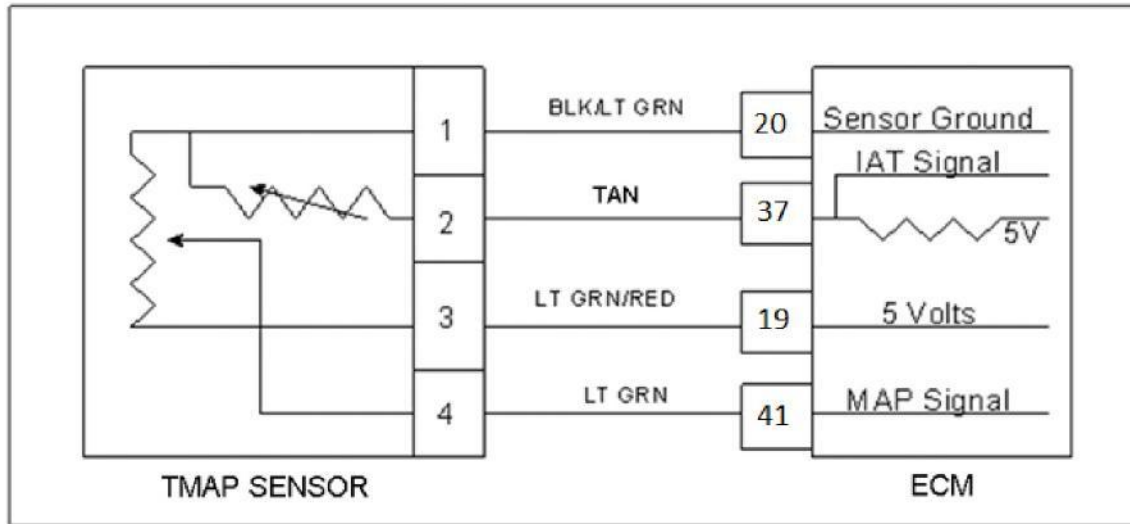 1 BLK/LT GRN 20 Sensor Ground
IAT Signal
2 TAN 37 5V
3 LT GRN/RED 19 5 Volts
4 LT GRN 41 MAP Signal
TMAP SENSOR ECM